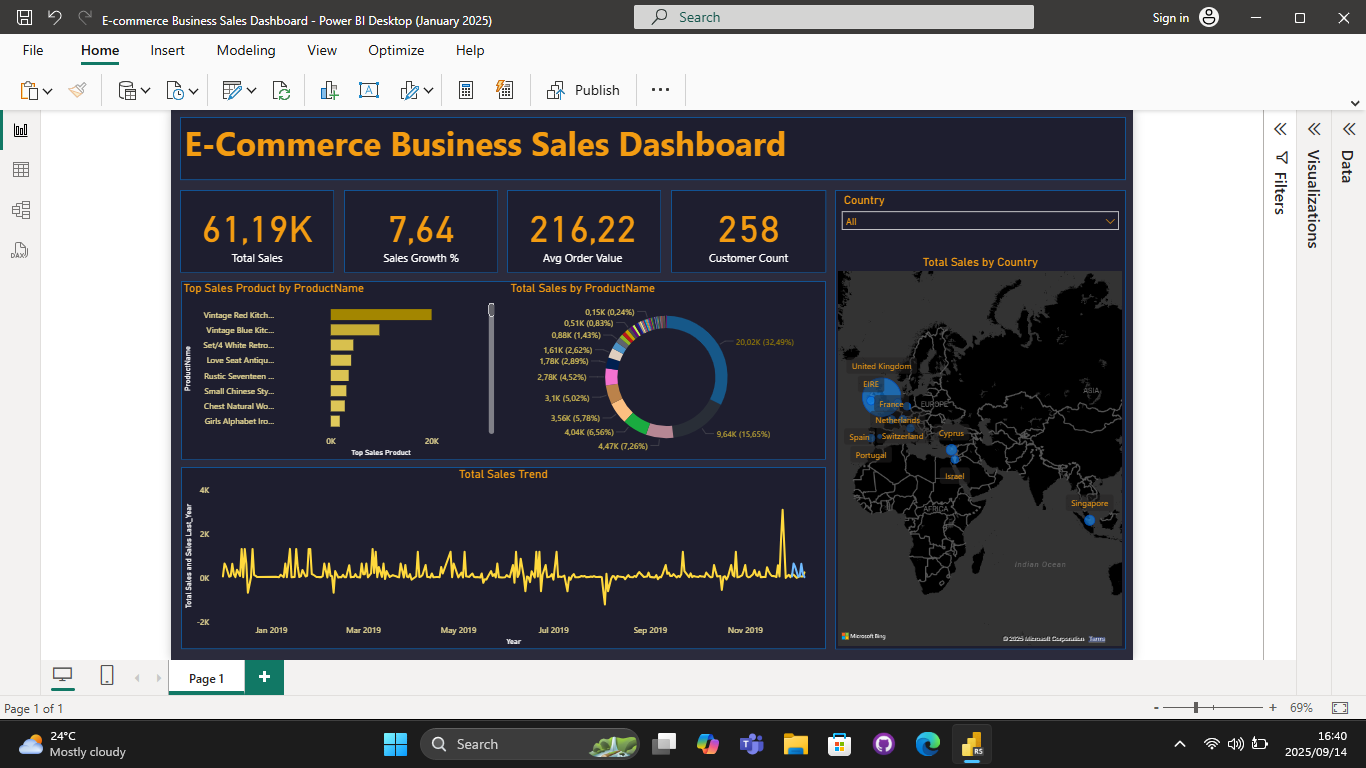 E-commerce Business Sales Dashboard - Power BI Desktop (January 2025)
Search
Sign in
File
Home
Insert
Modeling
View
Optimize
Help
Publish
E-Commerce Business Sales Dashboard
61,19K
Total Sales
7,64
Sales Growth %
216,22
Avg Order Value
258
Customer Count
Country
All
Top Sales Product by ProductName
ProductName
Vintage Red Kitch...
Vintage Blue Kitc...
Set/4 White Retro...
Love Seat Antiqu...
Rustic Seventeen ...
Small Chinese Sty...
Chest Natural Wo...
Girls Alphabet Iro...
0K
20K
Top Sales Product
Total Sales by ProductName
0,15K (0,24%)
0,51K (0,83%)
0,88K (1,43%)
1,61K (2,62%)
1,78K (2,89%)
2,78K (4,52%)
3,1K (5,02%)
3,56K (5,78%)
4,04K (6,56%)
4,47K (7,26%)
9,64K (15,65%)
20,02K (32,49%)
Total Sales by Country
United Kingdom
EIRE
France
EUROPE
Netherlands
Spain
Switzerland
Cyprus
Portugal
Israel
ASIA
AFRICA
Singapore
Indian Ocean
Microsoft Bing
© 2025 Microsoft Corporation Terms
Total Sales Trend
Total Sales and Sales Last_Year
4K
2K
0K
-2K
Jan 2019
Mar 2019
May 2019
Jul 2019
Sep 2019
Nov 2019
Year
Filters
Visualizations
Data
DAX
Page 1
Page 1 of 1
-
+
69%
24°C
Mostly cloudy
Search
RS
16:40
2025/09/14